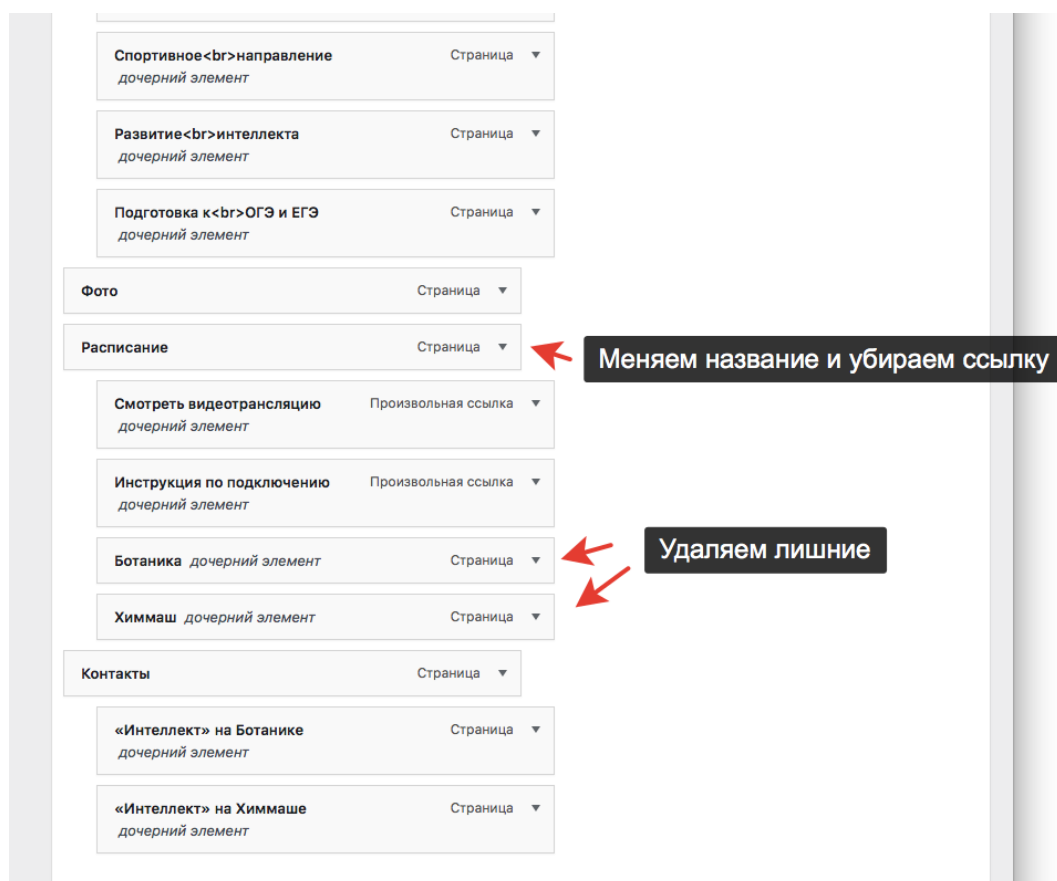 Спортивное<br>направление Страница
дочерний элемент
Развитие<br>интеллекта Страница
дочерний элемент
Подготовка к<br>ОГЭ и ЕГЭ Страница
дочерний элемент
Фото Страница
Расписание Страница
Меняем название и убираем ссылку
Смотреть видеотрансляцию Произвольная ссылка
дочерний элемент
Инструкция по подключению Произвольная ссылка
дочерний элемент
Ботаника дочерний элемент Страница
Удаляем лишние
Химмаш дочерний элемент Страница
Контакты Страница
«Интеллект» на Ботанике Страница
дочерний элемент
«Интеллект» на Химмаше Страница
дочерний элемент